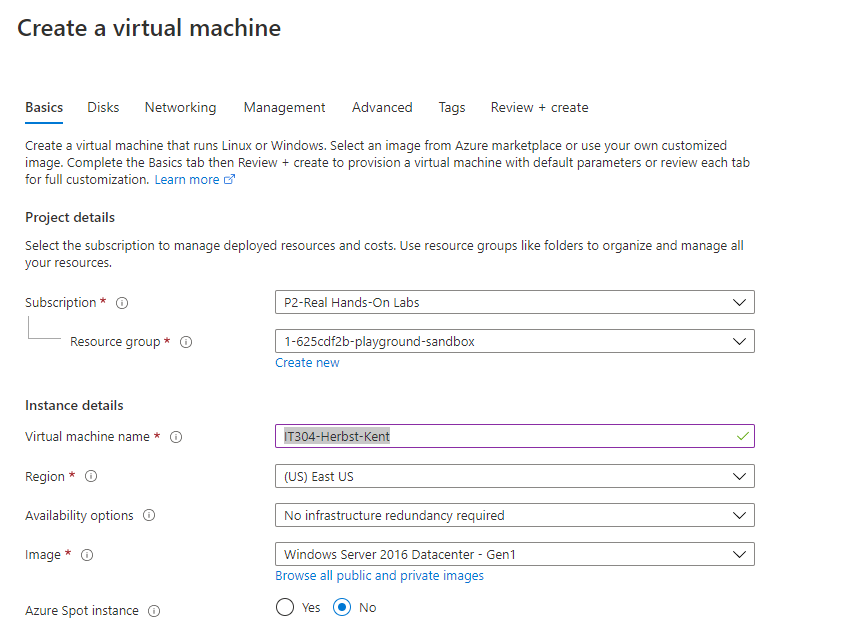 Create a virtual machine
Basics Disks Networking Management Advanced Tags Review + create
Create a virtual machine that runs Linux or Windows. Select an image from Azure marketplace or use your own customized
image. Complete the Basics tab then Review + create to provision a virtual machine with default parameters or review each tab
for full customization. Learn more
Project details
Select the subscription to manage deployed resources and costs. Use resource groups like folders to organize and manage all
your resources.
Subscription * P2-Real Hands-On Labs
Resource group * 1-625cdf2b-playground-sandbox
Create new
Instance details
Virtual machine name * IT304-Herbst-Kent
Region * (US) East US
Availability options No infrastructure redundancy required
Image * Windows Server 2016 Datacenter - Gen1
Browse all public and private images
Azure Spot instance Yes No